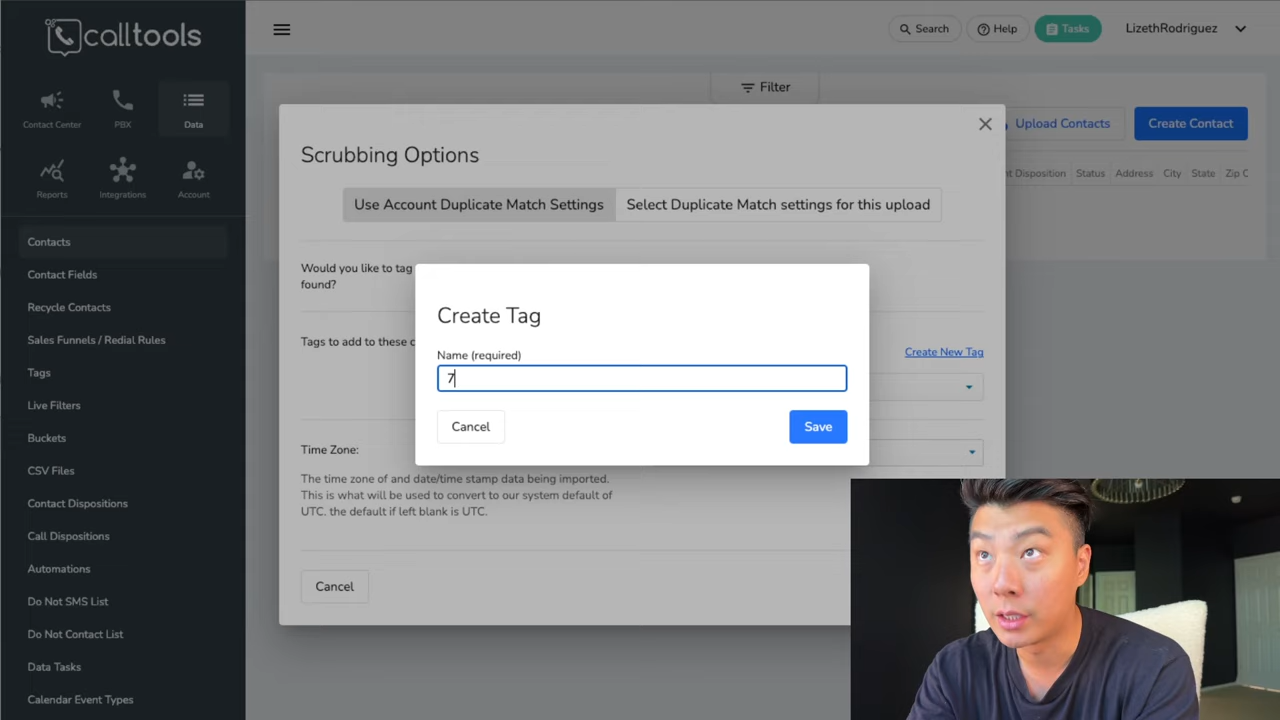 calltools
Search
Help
Tasks
LizethRodriguez
Contact Center
PBX
Data
Reports
Integrations
Account
Contacts
Contact Fields
Recycle Contacts
Sales Funnels / Redial Rules
Tags
Live Filters
Buckets
CSV Files
Contact Dispositions
Call Dispositions
Automations
Do Not SMS List
Do Not Contact List
Data Tasks
Calendar Event Types
Filter
Upload Contacts
Create Contact
Disposition
Status
Address
City
State
Zip
Scrubbing Options
Use Account Duplicate Match Settings
Select Duplicate Match settings for this upload
Would you like to tag
found?
Tags to add to these
Create New Tag
Create Tag
Name (required)
7
Cancel
Save
Time Zone:
The time zone of and date/time stamp data being imported.
This is what will be used to convert to our system default of
UTC. the default if left blank is UTC.
Cancel